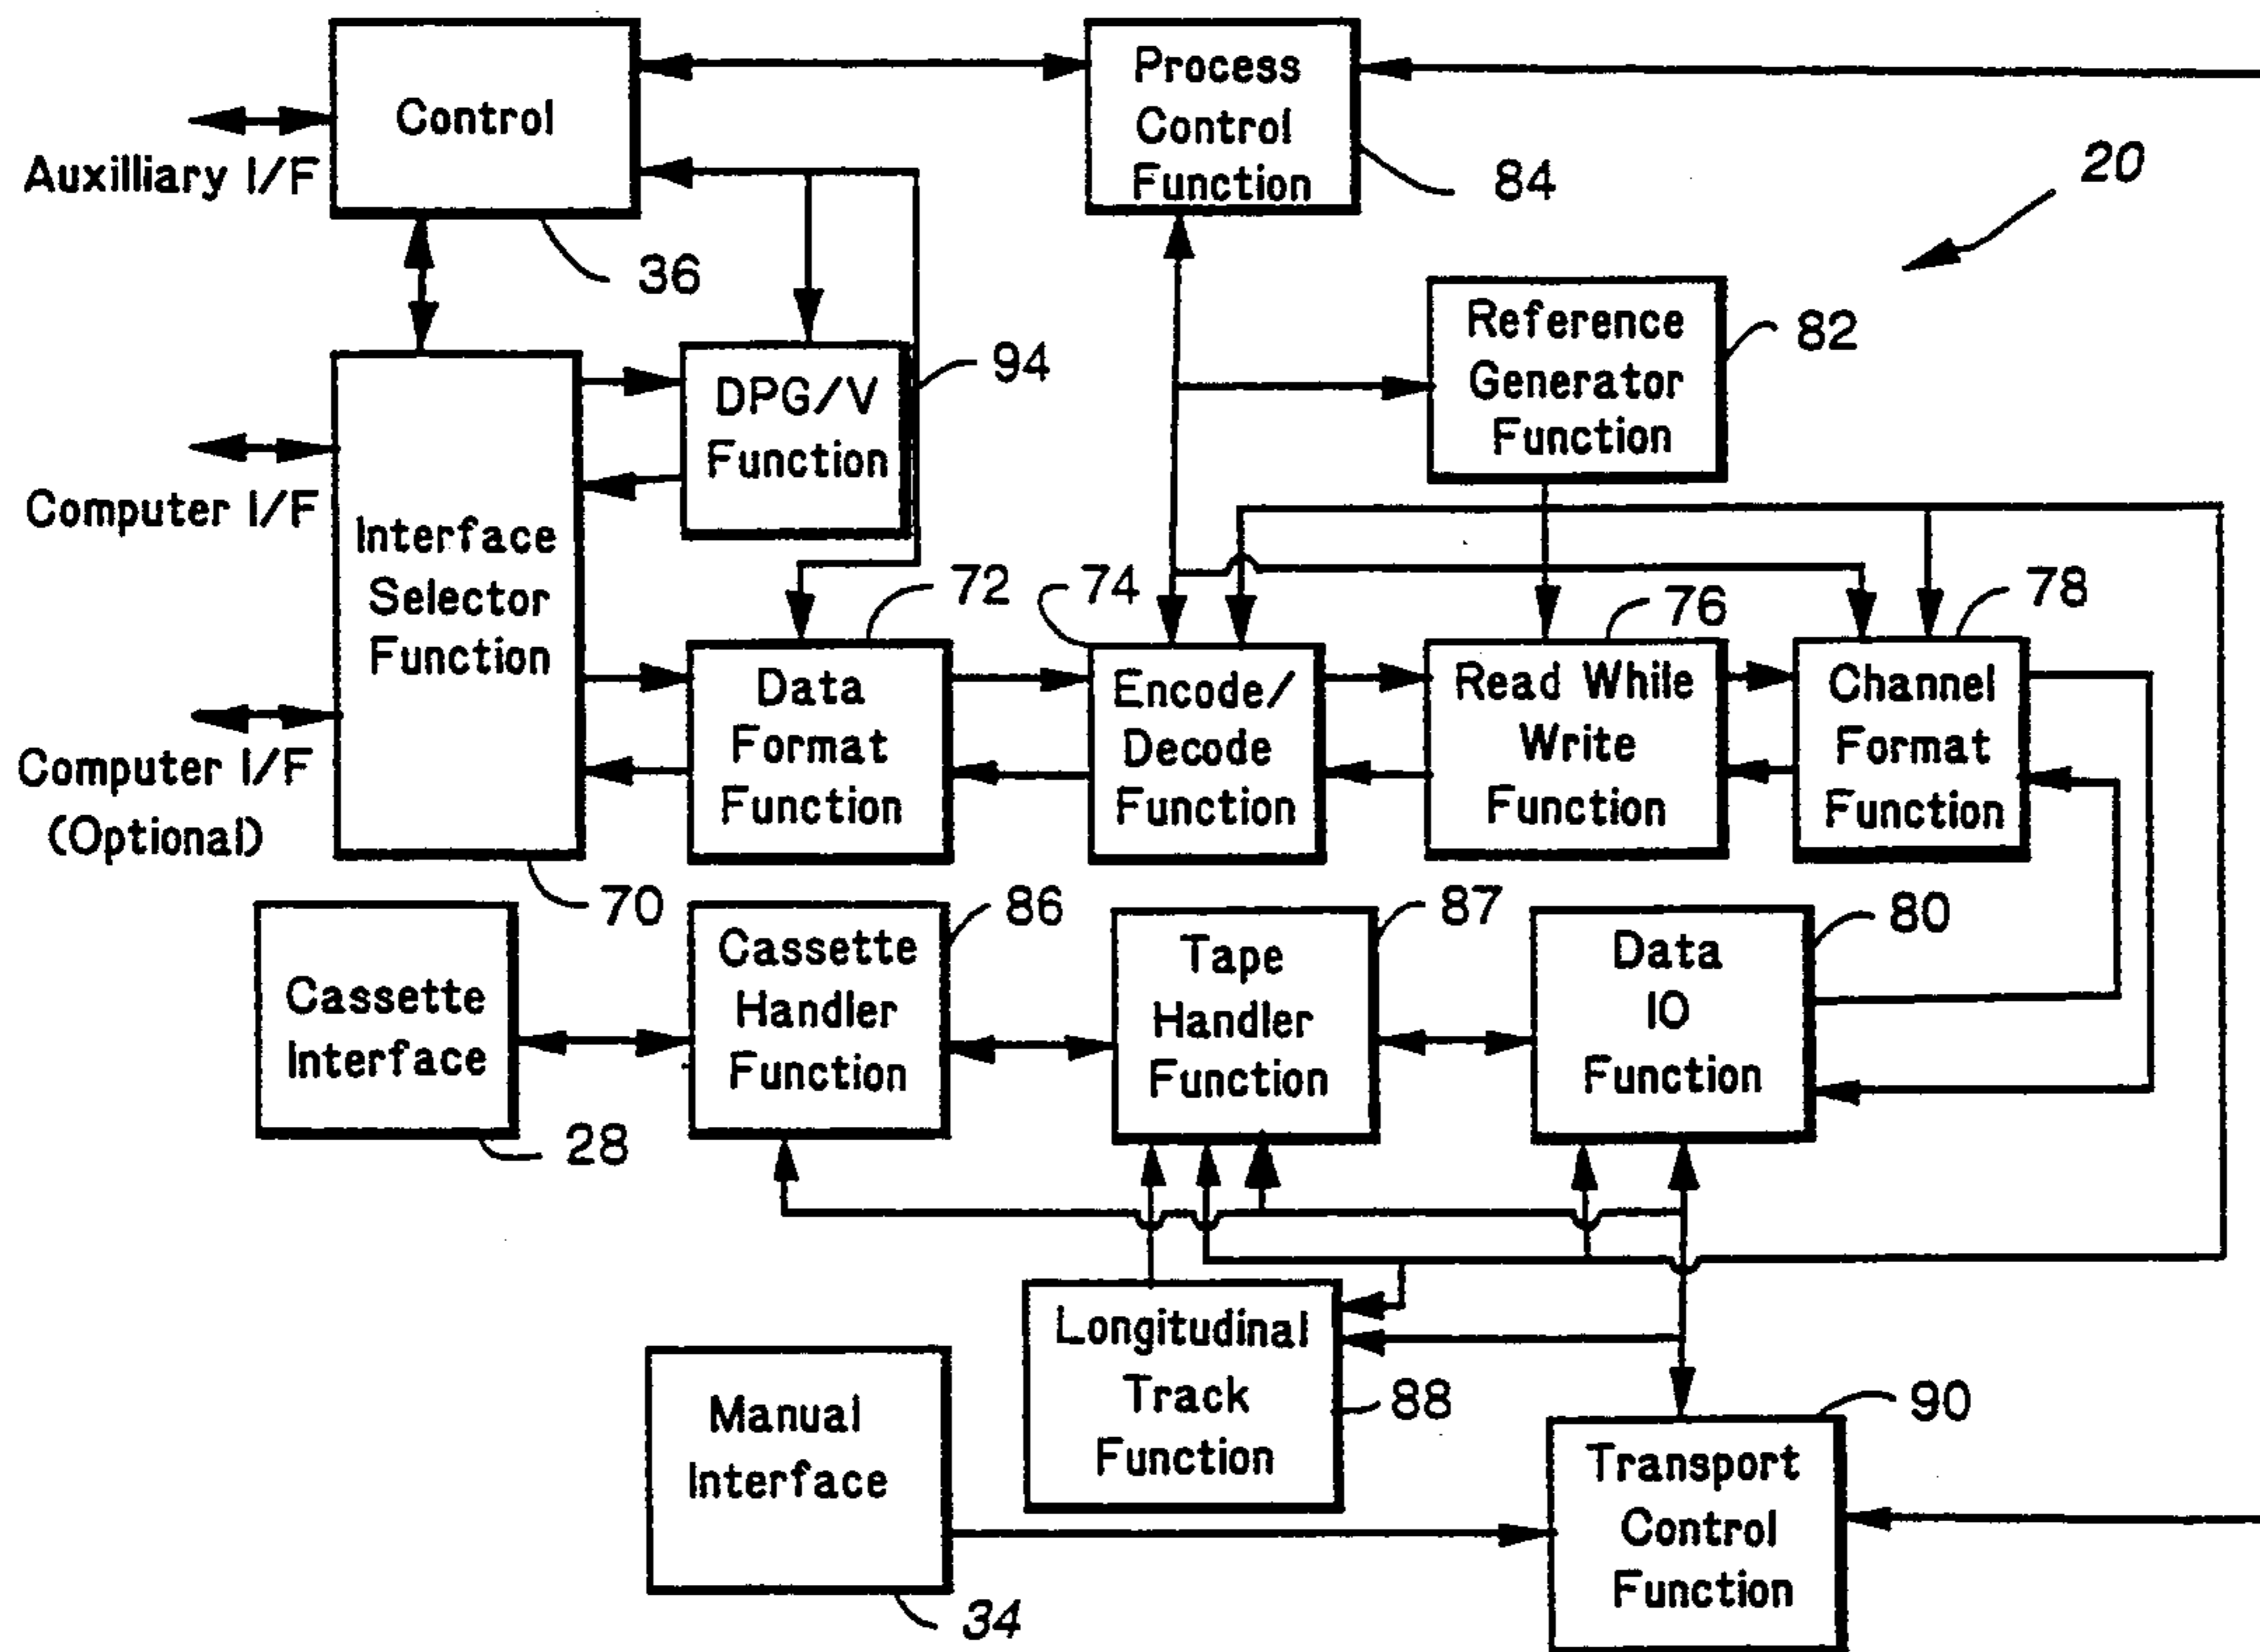 Control
Auxilliary I/F
36
Process
Control
Function
84
20
Reference
Generator
Function
82
DPG/V
Function
94
Computer I/F
Interface
Selector
Function
Computer I/F
(Optional)
70
72
Data
Format
Function
74
Encode/
Decode
Function
76
Read While
Write
Function
78
Channel
Format
Function
Cassette
Interface
28
86
Cassette
Handler
Function
87
Tape
Handler
Function
80
Data
IO
Function
Longitudinal
Track
Function
88
Manual
Interface
34
90
Transport
Control
Function